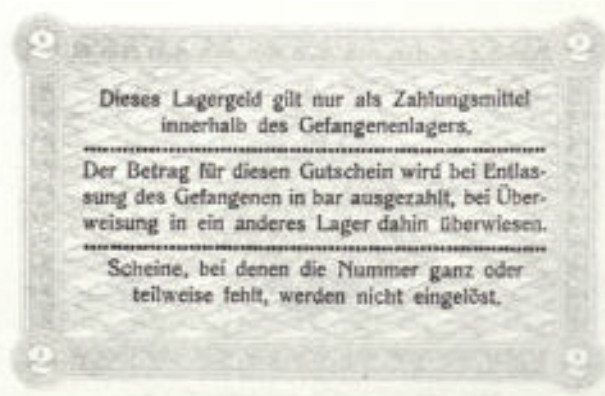 2 2
Dieses Lagergeld gilt nur als Zahlungsmittel
innerhalb des Gefangenenlagers.
Der Betrag für diesen Gutschein wird bei Entlas-
sung des Gefangenen in bar ausgezahlt, bei Über-
weisung in ein anderes Lager dahin überwiesen.
Scheine, bei denen die Nummer ganz oder
teilweise fehlt, werden nicht eingelöst.
2 2